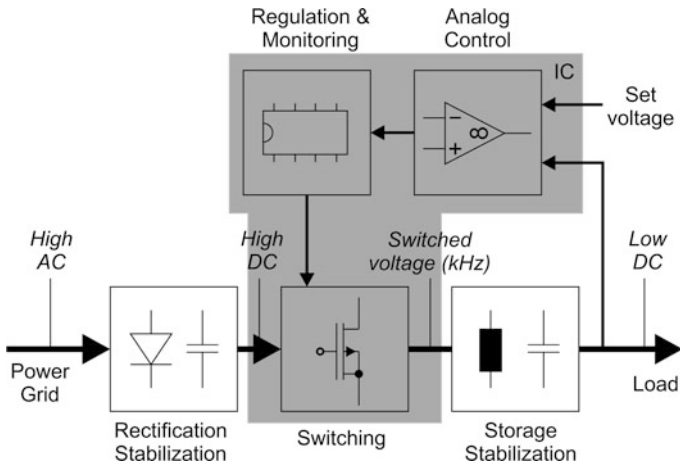 Regulation &
Monitoring
Analog
Control
IC
Set
voltage
−
+
∞
High
AC
High
DC
Switched
voltage (kHz)
Low
DC
Power
Grid
Load
Rectification
Stabilization
Switching
Storage
Stabilization